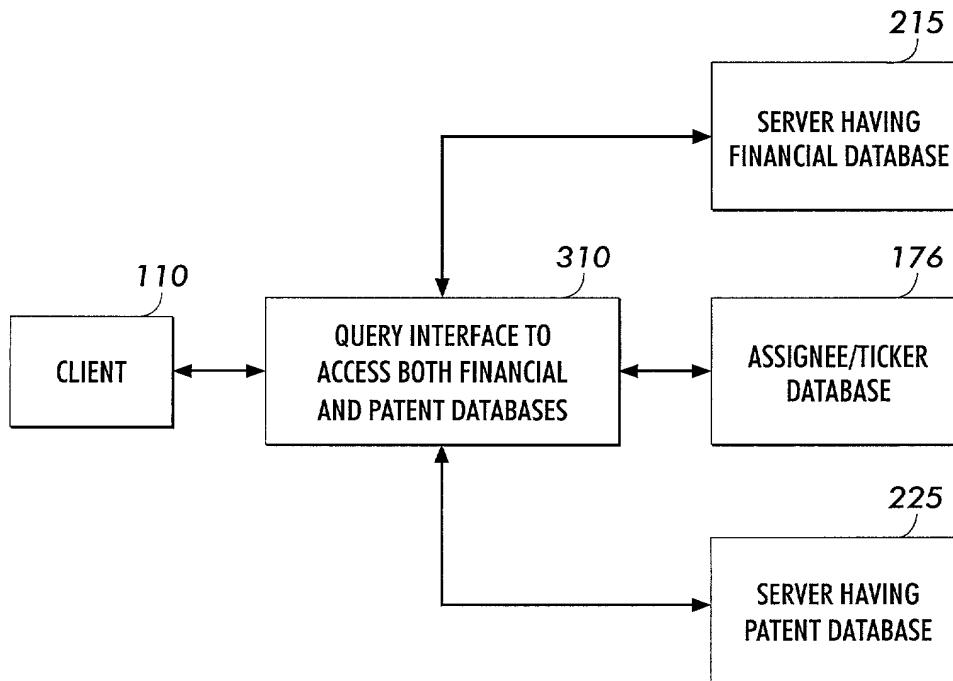 215
SERVER HAVING
FINANCIAL DATABASE
110
CLIENT
310
QUERY INTERFACE TO
ACCESS BOTH FINANCIAL
AND PATENT DATABASES
176
ASSIGNEE/TICKER
DATABASE
225
SERVER HAVING
PATENT DATABASE